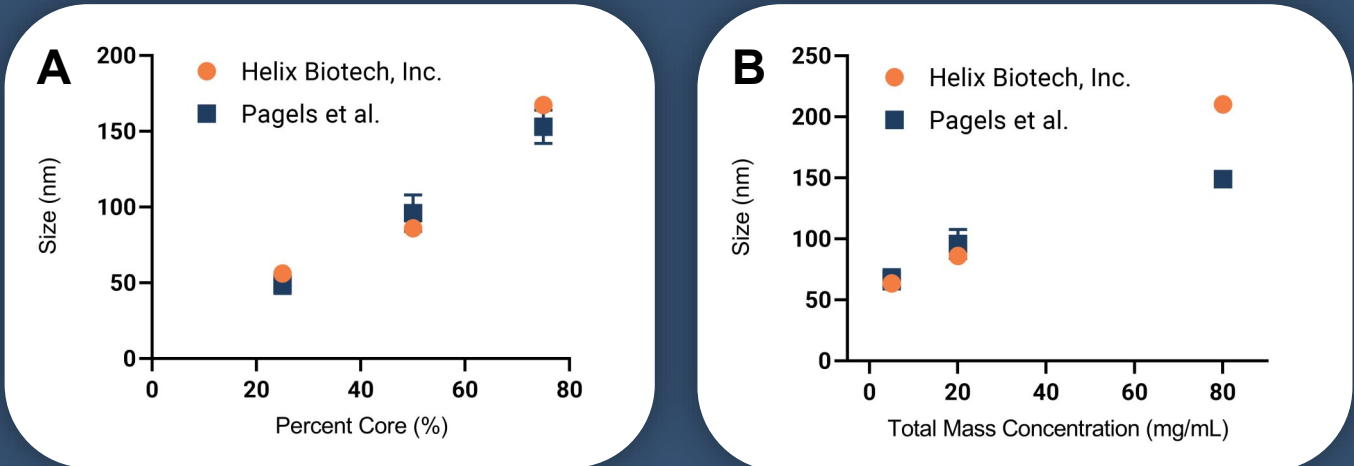 A
Helix Biotech, Inc.
Pagels et al.
200
150
100
50
0
0 20 40 60 80
Size (nm)
Percent Core (%)
B
Helix Biotech, Inc.
Pagels et al.
250
200
150
100
50
0
0 20 40 60 80
Size (nm)
Total Mass Concentration (mg/mL)